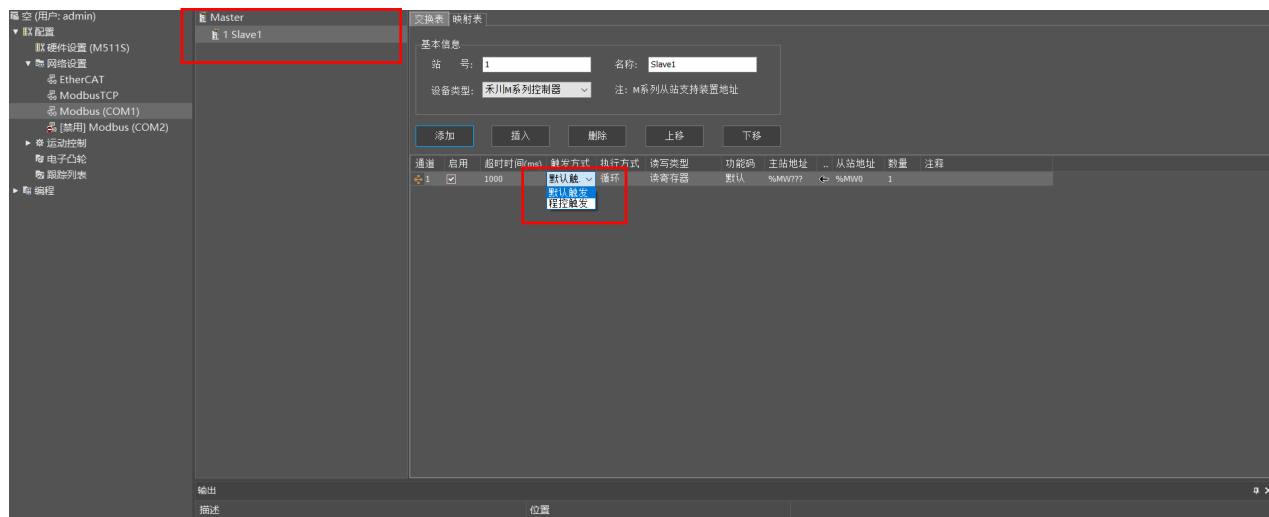 空 (用户: admin)
配置
硬件设置 (M511S)
网络设置
EtherCAT
ModbusTCP
Modbus (COM1)
[禁用] Modbus (COM2)
运动控制
电子凸轮
跟踪列表
编程
Master
1 Slave1
交换表 映射表
基本信息
站 号: 1 名称: Slave1
设备类型: 禾川M系列控制器 注: M系列从站支持装置地址
添加 插入 删除 上移 下移
通道 启用 超时时间(ms) 触发方式 执行方式 读写类型 功能码 主站地址 .. 从站地址 数量 注释
1 1000 默认触. 循环 读寄存器 默认 %MW??? %MW0 1
默认触发
程控触发
输出
描述 位置